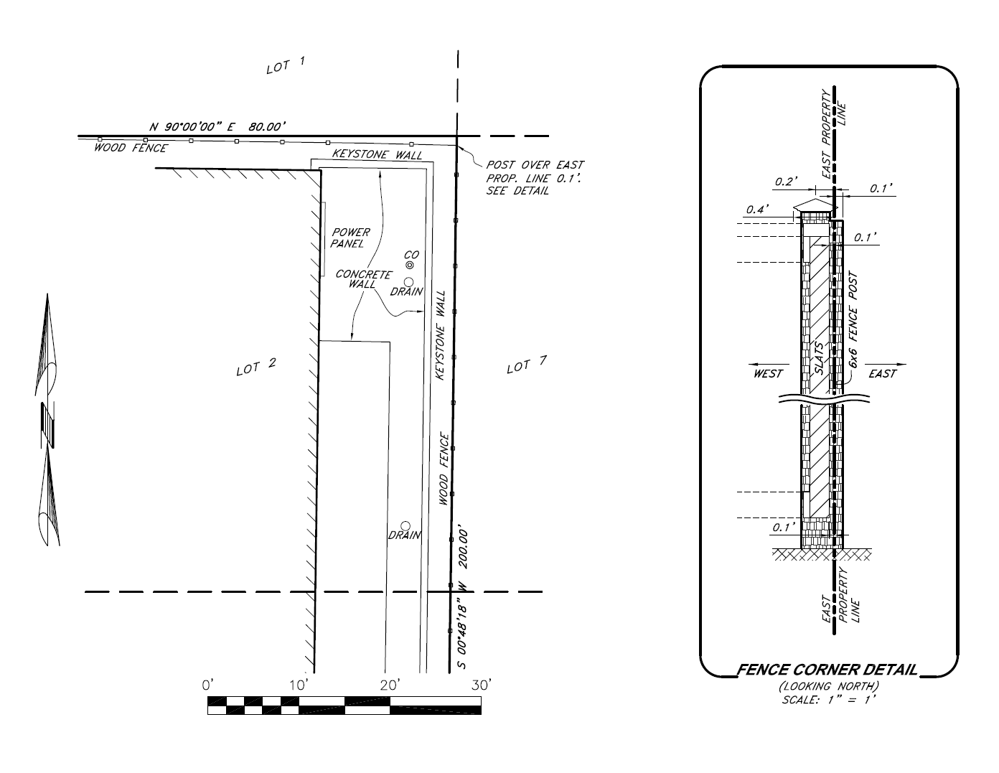 LOT 1
N 90°00'00" E 80.00'
WOOD FENCE
KEYSTONE WALL
POST OVER EAST
PROP. LINE 0.1'.
SEE DETAIL
POWER
PANEL
CO
CONCRETE
WALL
DRAIN
KEYSTONE WALL
LOT 2
LOT 7
WOOD FENCE
DRAIN
S 00°48'18" W 200.00'
0' 10' 20' 30'
EAST PROPERTY
LINE
0.2'
0.1'
0.4'
0.1'
6x6 FENCE POST
SLATS
WEST
EAST
0.1'
EAST
PROPERTY
LINE
FENCE CORNER DETAIL
(LOOKING NORTH)
SCALE: 1" = 1'